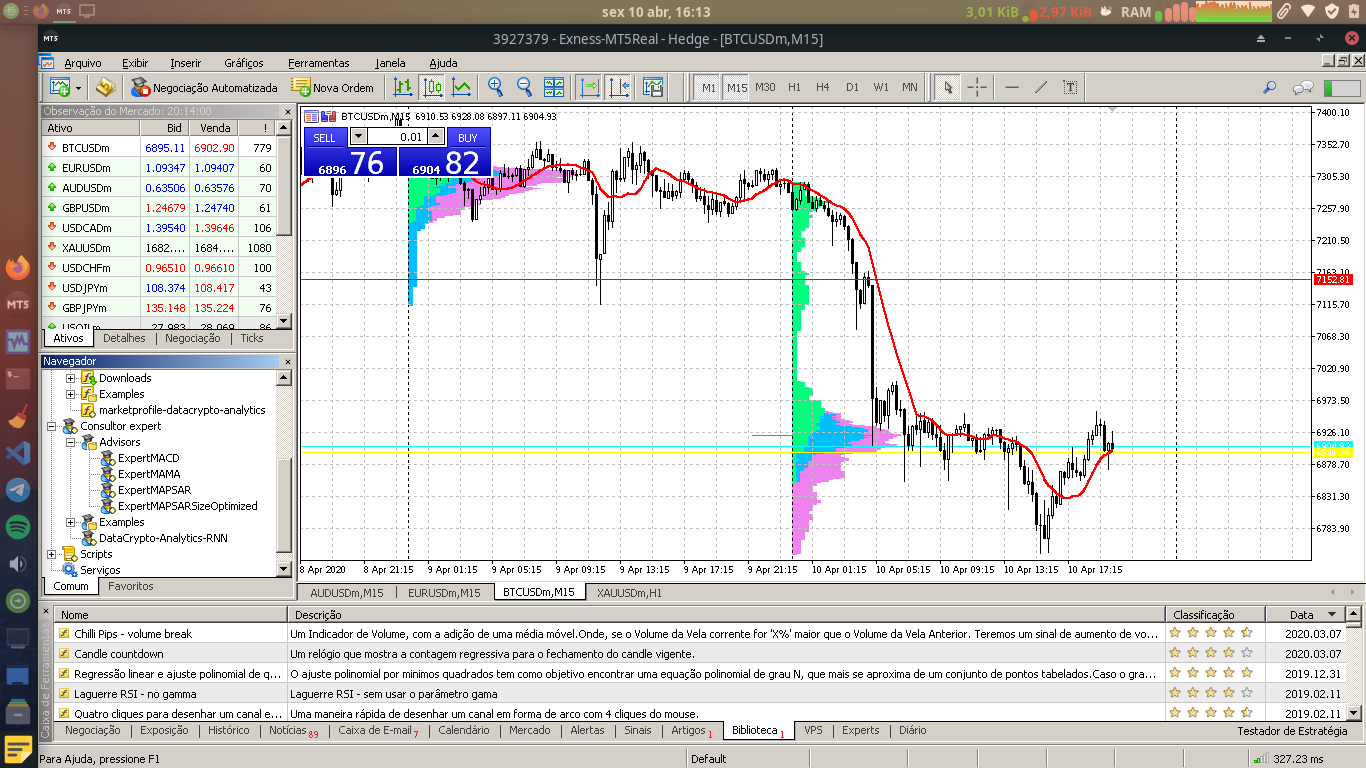 sex 10 abr, 16:13
3,01 KiB 2,97 KiB RAM
3927379 - Exness-MT5Real - Hedge - [BTCUSDm,M15]
Arquivo Exibir Inserir Gráficos Ferramentas Janela Ajuda
Negociação Automatizada Nova Ordem M1 M15 M30 H1 H4 D1 W1 MN
Observação do Mercado: 20:14:00
Ativo Bid Venda !
BTCUSDm 6895.11 6902.90 779
EURUSDm 1.09347 1.09407 60
AUDUSDm 0.63506 0.63576 70
GBPUSDm 1.24679 1.24740 61
USDCADm 1.39540 1.39646 106
XAUUSDm 1682.... 1684.... 1080
USDCHFm 0.96510 0.96610 100
USDJPYm 108.374 108.417 43
GBPJPYm 135.148 135.224 76
USOILm 27.983 28.069 86
Ativos Detalhes Negociação Ticks
Navegador
Downloads
Examples
marketprofile-datacrypto-analytics
Consultor expert
Advisors
ExpertMACD
ExpertMAMA
ExpertMAPSAR
ExpertMAPSARSizeOptimized
Examples
DataCrypto-Analytics-RNN
Scripts
Serviços
Comum Favoritos
BTCUSDm,M15 6910.53 6928.08 6897.11 6904.93
SELL 0.01 BUY
6896 76 6904 82
7400.10
7352.70
7305.30
7257.90
7210.50
7163.10
7152.81
7115.70
7068.30
7020.90
6973.50
6926.10
6878.70
6831.30
6783.90
8 Apr 2020 8 Apr 21:15 9 Apr 01:15 9 Apr 05:15 9 Apr 09:15 9 Apr 13:15 9 Apr 17:15 9 Apr 21:15 10 Apr 01:15 10 Apr 05:15 10 Apr 09:15 10 Apr 13:15 10 Apr 17:15
AUDUSDm,M15 EURUSDm,M15 BTCUSDm,M15 XAUUSDm,H1
Caixa de Ferramentas
Nome Descrição Classificação Data
Chilli Pips - volume break Um Indicador de Volume, com a adição de uma média móvel.Onde, se o Volume da Vela corrente for 'X%' maior que o Volume da Vela Anterior. Teremos um sinal de aumento de vo... 2020.03.07
Candle countdown Um relógio que mostra a contagem regressiva para o fechamento do candle vigente. 2020.03.07
Regressão linear e ajuste polinomial de q... O ajuste polinomial por minimos quadrados tem com objetivo encontrar uma equação polinomial de grau N, que mais se aproxima de um conjunto de pontos tabelados.Caso o gra... 2019.12.31
Laguerre RSI - no gamma Laguerre RSI - sem usar o parâmetro gama 2019.02.11
Quatro cliques para desenhar um canal e... Uma maneira rápida de desenhar um canal em forma de arco com 4 cliques do mouse. 2019.02.11
Negociação Exposição Histórico Notícias 89 Caixa de E-mail 7 Calendário Mercado Alertas Sinais Artigos 1 Biblioteca 1 VPS Experts Diário Testador de Estratégia
Para Ajuda, pressione F1 Default 327.23 ms